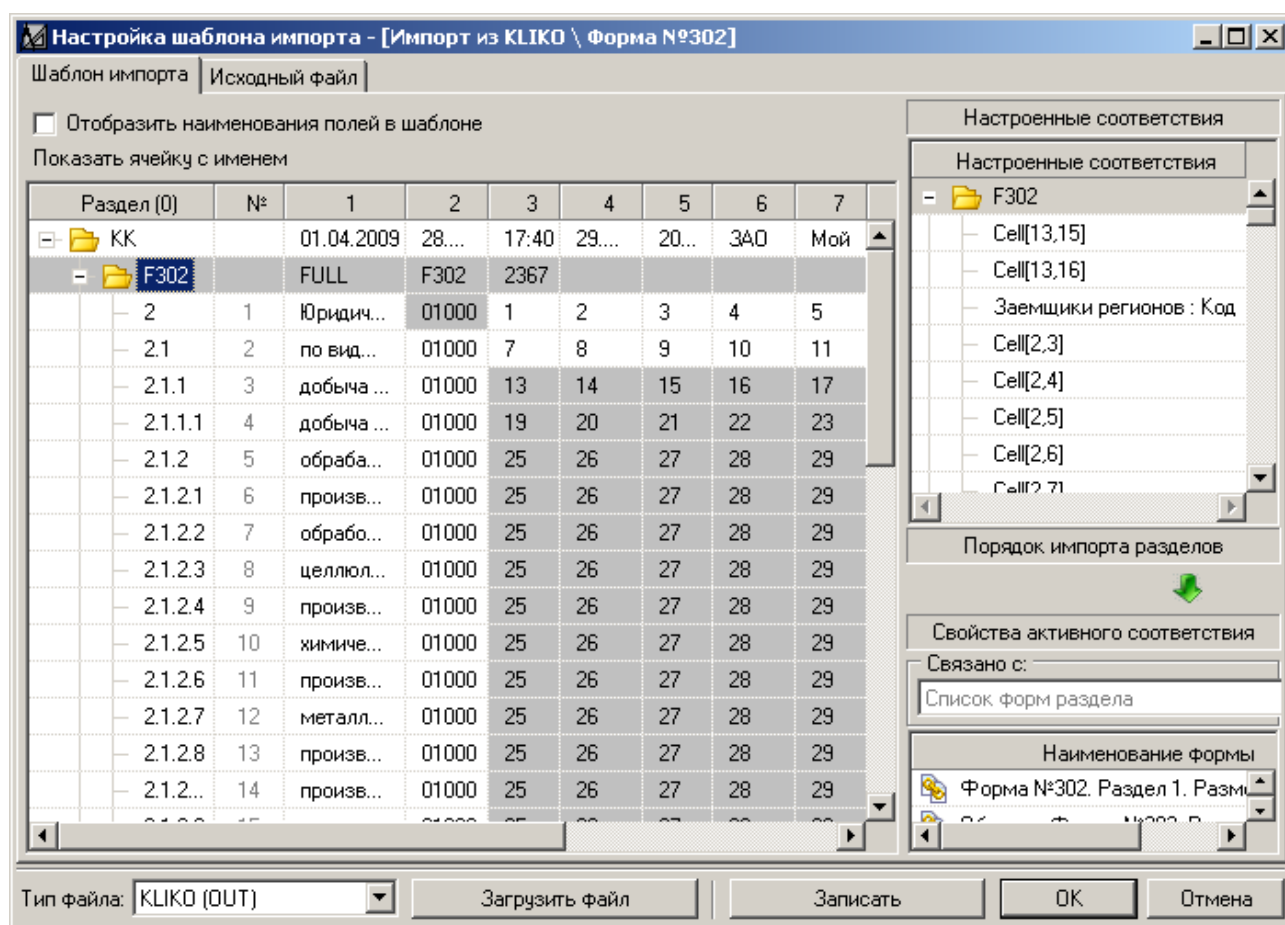 Настройка шаблона импорта - [Импорт из KLIKO \ Форма №302]
Шаблон импорта Исходный файл
Отобразить наименования полей в шаблоне
Показать ячейку с именем
Раздел (0) № 1 2 3 4 5 6 7
КК 01.04.2009 28.... 17:40 29.... 20... ЗАО Мой
F302 FULL F302 2367
2 1 Юридич... 01000 1 2 3 4 5
2.1 2 по вид... 01000 7 8 9 10 11
2.1.1 3 добыча ... 01000 13 14 15 16 17
2.1.1.1 4 добыча ... 01000 19 20 21 22 23
2.1.2 5 обраба... 01000 25 26 27 28 29
2.1.2.1 6 произв... 01000 25 26 27 28 29
2.1.2.2 7 обрабо... 01000 25 26 27 28 29
2.1.2.3 8 целлюл... 01000 25 26 27 28 29
2.1.2.4 9 произв... 01000 25 26 27 28 29
2.1.2.5 10 химиче... 01000 25 26 27 28 29
2.1.2.6 11 произв... 01000 25 26 27 28 29
2.1.2.7 12 металл... 01000 25 26 27 28 29
2.1.2.8 13 произв... 01000 25 26 27 28 29
2.1.2... 14 произв... 01000 25 26 27 28 29
Настроенные соответствия
Настроенные соответствия
F302
Cell[13,15]
Cell[13,16]
Заемщики регионов : Код
Cell[2,3]
Cell[2,4]
Cell[2,5]
Cell[2,6]
Cell[2,7]
Порядок импорта разделов
Свойства активного соответствия
Связано с:
Список форм раздела
Наименование формы
Форма №302. Раздел 1. Разм
Тип файла: KLIKO (OUT) Загрузить файл Записать OK Отмена